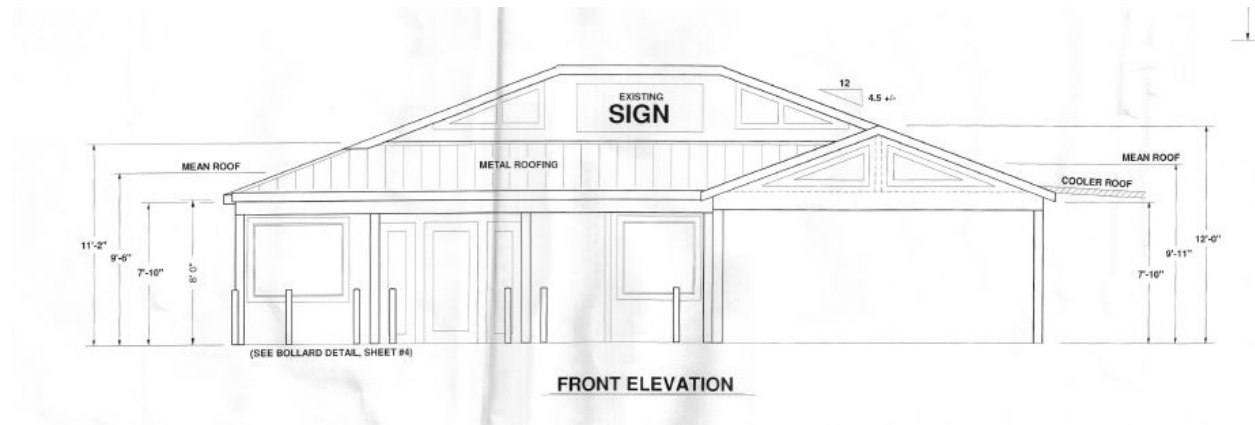 12
4.5 +/-
EXISTING
SIGN
MEAN ROOF
METAL ROOFING
MEAN ROOF
COOLER ROOF
11'-2"
9'-6"
7'-10"
8' 0"
12'-0"
9'-11"
7'-10"
(SEE BOLLARD DETAIL, SHEET #4)
FRONT ELEVATION